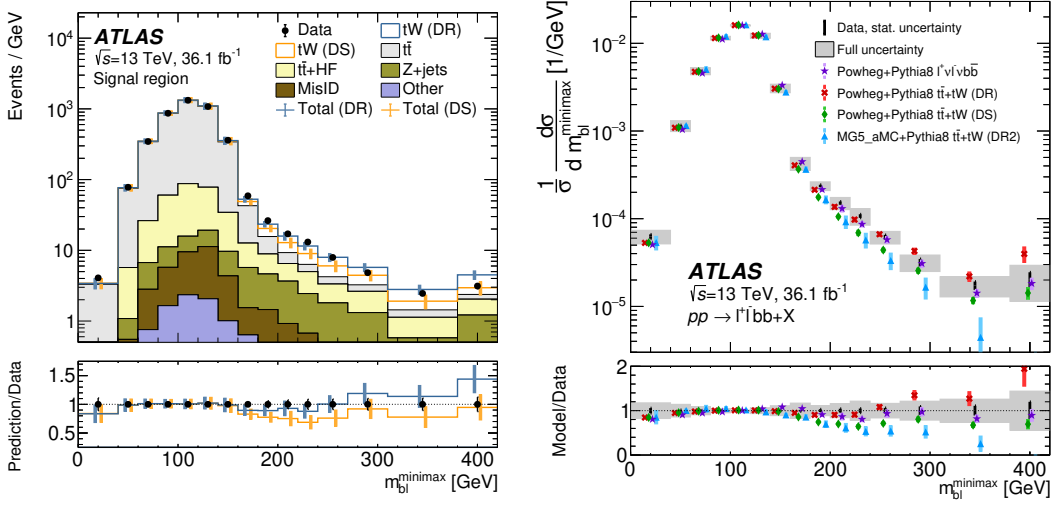 Events / GeV
ATLAS
√s=13 TeV, 36.1 fb⁻¹
Signal region
Data
tW (DR)
tW (DS)
tt̄
tt̄+HF
Z+jets
MisID
Other
Total (DR)
Total (DS)
10⁴
10³
10²
10
1
Prediction/Data
1.5
1
0.5
0 100 200 300 400
m_bl^minimax [GeV]
1/σ dσ/d m_bl^minimax [1/GeV]
Data, stat. uncertainty
Full uncertainty
Powheg+Pythia8 l⁺νl⁻νbb̄
Powheg+Pythia8 tt̄+tW (DR)
Powheg+Pythia8 tt̄+tW (DS)
MG5_aMC+Pythia8 tt̄+tW (DR2)
10⁻²
10⁻³
10⁻⁴
10⁻⁵
ATLAS
√s=13 TeV, 36.1 fb⁻¹
pp → l⁺l⁻bb+X
Model/Data
2
1
0
0 50 100 150 200 250 300 350 400
m_bl^minimax [GeV]